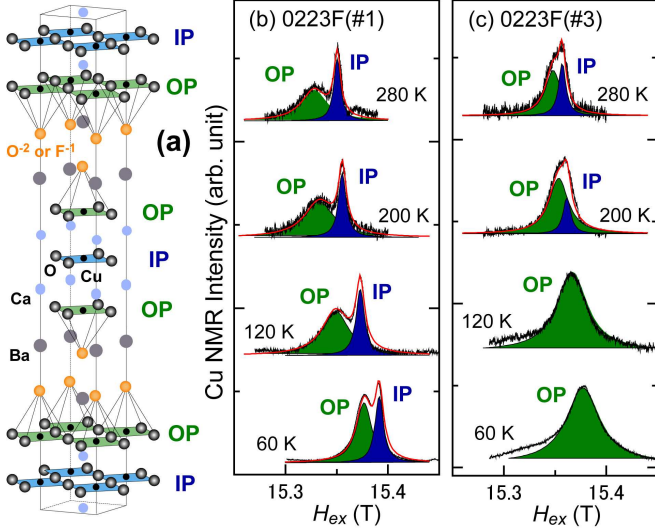 (a)
IP
OP
O⁻² or F⁻¹
OP
IP
O
Cu
Ca
OP
Ba
OP
IP
Cu NMR Intensity (arb. unit)
(b) 0223F(#1)
OP
IP
280 K
OP
IP
200 K
OP
IP
120 K
OP
IP
60 K
15.3
15.4
H_ex (T)
(c) 0223F(#3)
OP
IP
280 K
OP
IP
200 K
OP
120 K
OP
60 K
15.3
15.4
H_ex (T)